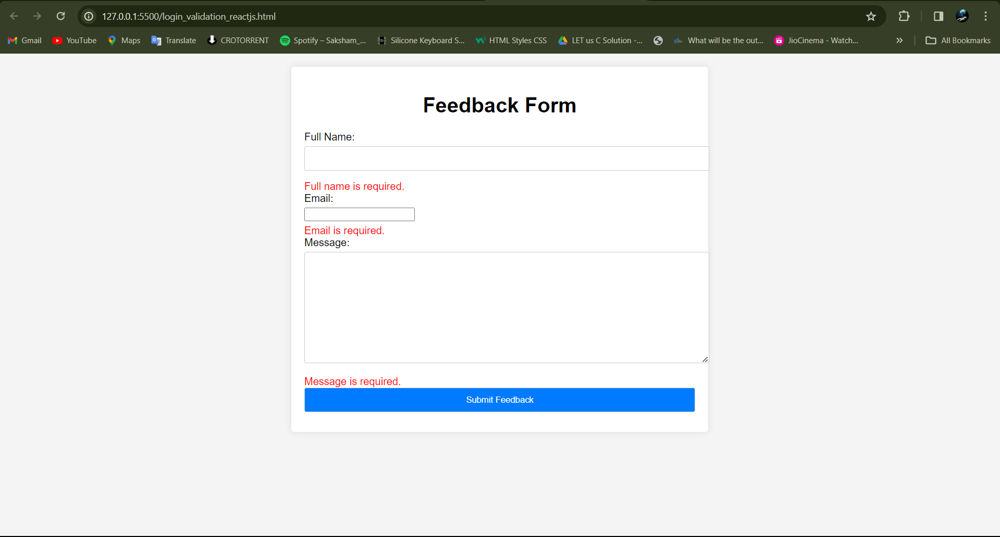 127.0.0.1:5500/login_validation_reactjs.html
Gmail YouTube Maps Translate CROTORRENT Spotify – Saksham_... Silicone Keyboard S... HTML Styles CSS LET us C Solution -... What will be the out... JioCinema - Watch... » All Bookmarks
Feedback Form
Full Name:
Full name is required.
Email:
Email is required.
Message:
Message is required.
Submit Feedback